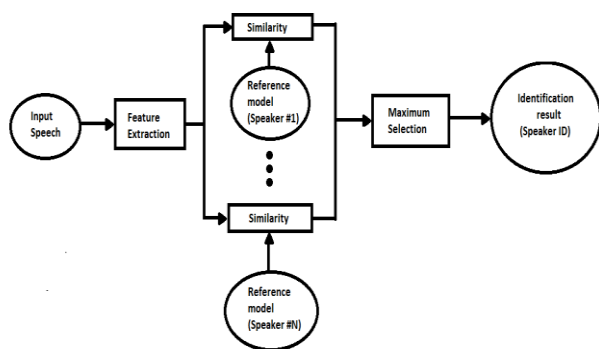 Similarity
Reference
model
(Speaker #1)
Input
Speech
Feature
Extraction
Maximum
Selection
Identification
result
(Speaker ID)
Similarity
Reference
model
(Speaker #N)